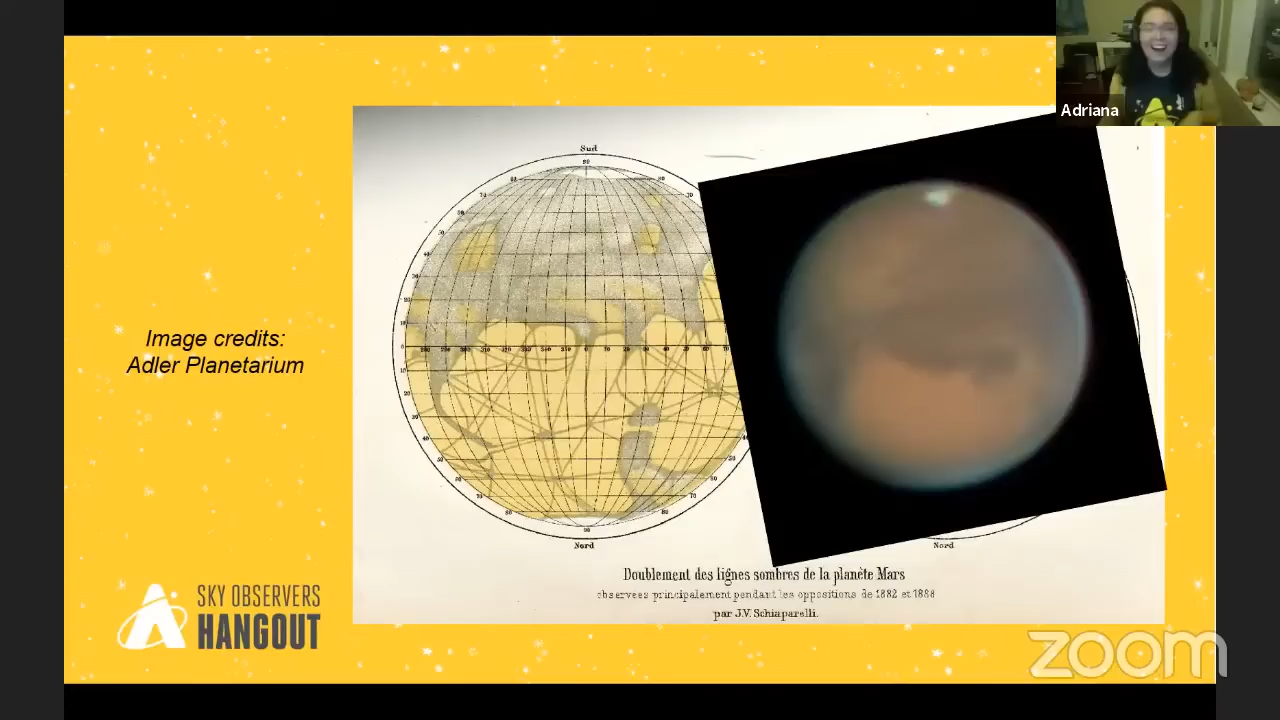 Adriana
Image credits:
Adler Planetarium
Sud
Nord
Nord
Doublement des lignes sombres de la planète Mars
observées principalement pendant les oppositions de 1882 et 1888
par J.V. Schiaparelli.
SKY OBSERVERS
HANGOUT
zoom